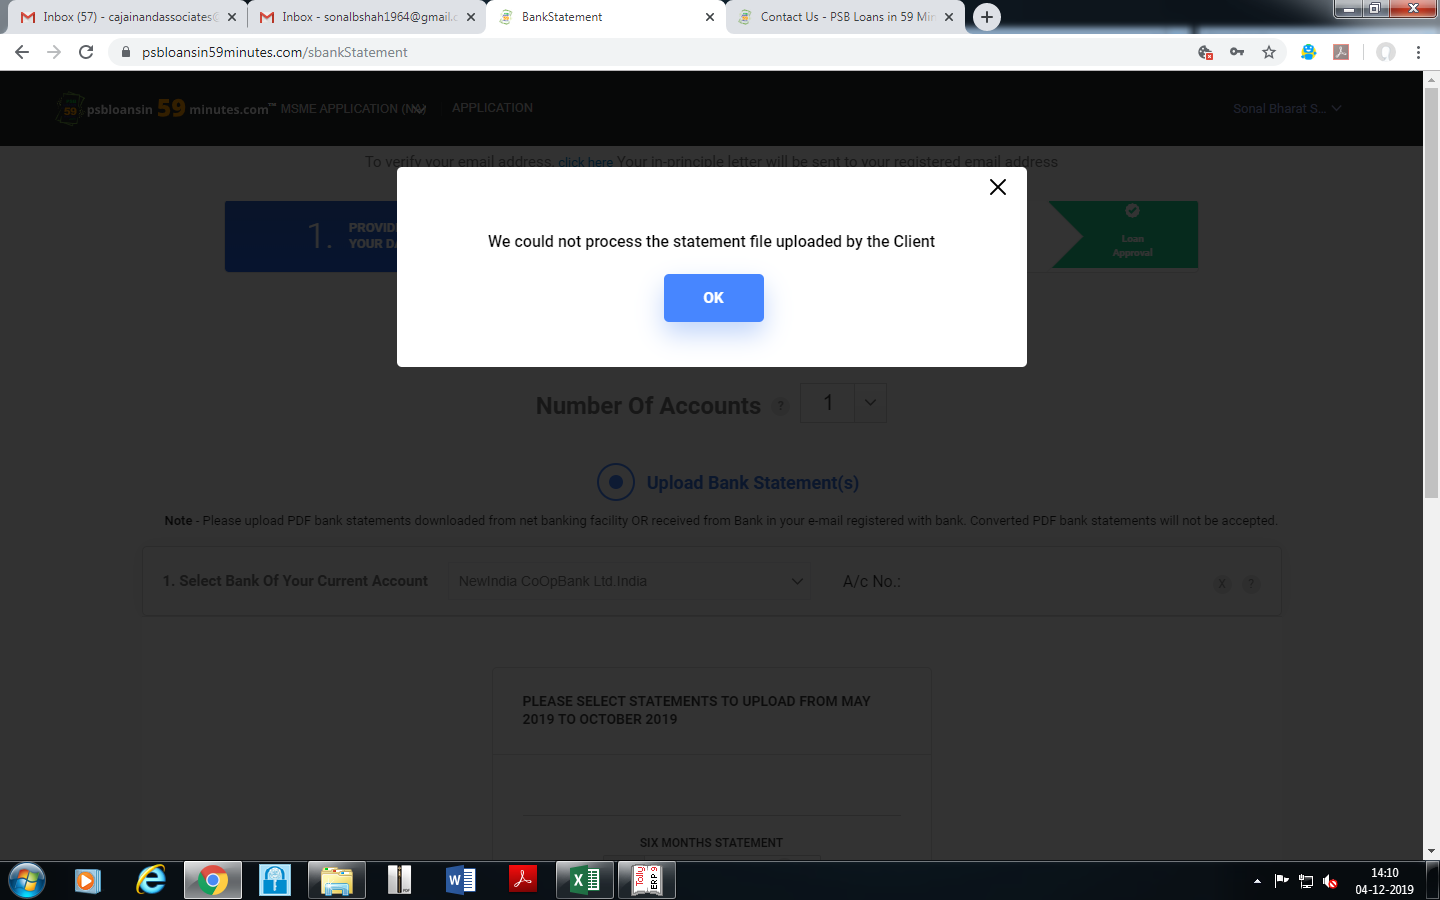 Inbox (57) - cajainandassociates@
Inbox - sonalbshah1964@gmail.c
BankStatement
Contact Us - PSB Loans in 59 Min
psbloansin59minutes.com/sbankStatement
psbloansin 59 minutes.com™ MSME APPLICATION
APPLICATION
Sonal Bharat S...
To verify your email address, click here Your in-principle letter will be sent to your registered email address
We could not process the statement file uploaded by the Client
OK
1.
PROVID
YOUR DA
Loan
Approval
Number Of Accounts ? 1
Upload Bank Statement(s)
Note - Please upload PDF bank statements downloaded from net banking facility OR received from Bank in your e-mail registered with bank. Converted PDF bank statements will not be accepted.
1. Select Bank Of Your Current Account NewIndia CoOpBank Ltd.India A/c No.: X ?
PLEASE SELECT STATEMENTS TO UPLOAD FROM MAY
2019 TO OCTOBER 2019
SIX MONTHS STATEMENT
Tally
ERP 9
14:10
04-12-2019